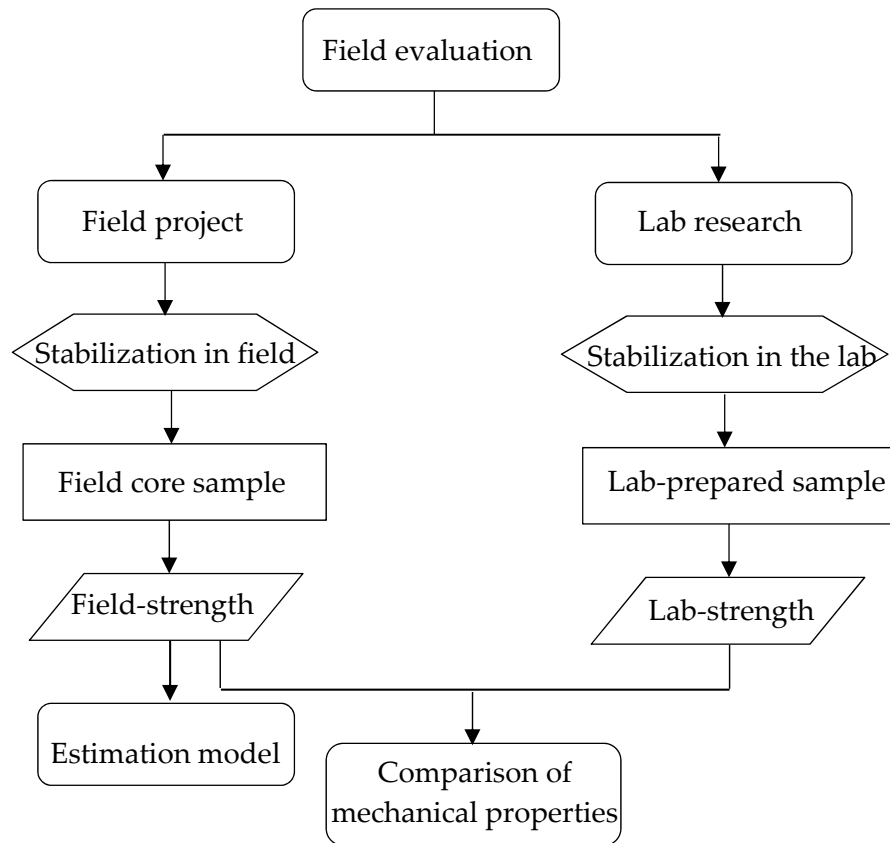 Field evaluation
Field project
Lab research
Stabilization in field
Stabilization in the lab
Field core sample
Lab-prepared sample
Field-strength
Lab-strength
Estimation model
Comparison of
mechanical properties